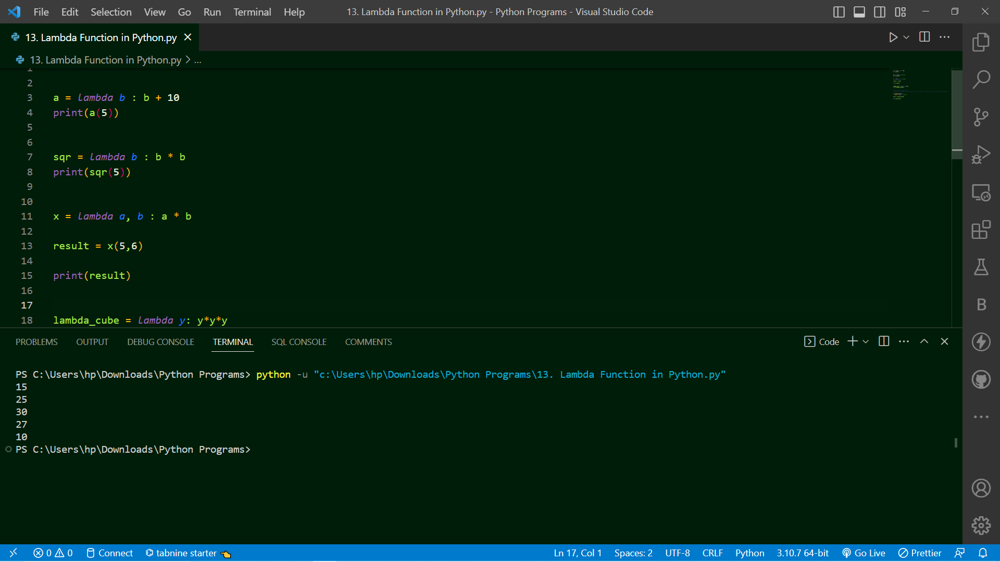 File Edit Selection View Go Run Terminal Help 13. Lambda Function in Python.py - Python Programs - Visual Studio Code
13. Lambda Function in Python.py
13. Lambda Function in Python.py > ...
1
2
3 a = lambda b : b + 10
4 print(a(5))
5
6
7 sqr = lambda b : b * b
8 print(sqr(5))
9
10
11 x = lambda a, b : a * b
12
13 result = x(5,6)
14
15 print(result)
16
17
18 lambda_cube = lambda y: y*y*y
PROBLEMS OUTPUT DEBUG CONSOLE TERMINAL SQL CONSOLE COMMENTS Code
PS C:\Users\hp\Downloads\Python Programs> python -u "c:\Users\hp\Downloads\Python Programs\13. Lambda Function in Python.py"
15
25
30
27
10
PS C:\Users\hp\Downloads\Python Programs>
0 0 Connect tabnine starter Ln 17, Col 1 Spaces: 2 UTF-8 CRLF Python 3.10.7 64-bit Go Live Prettier